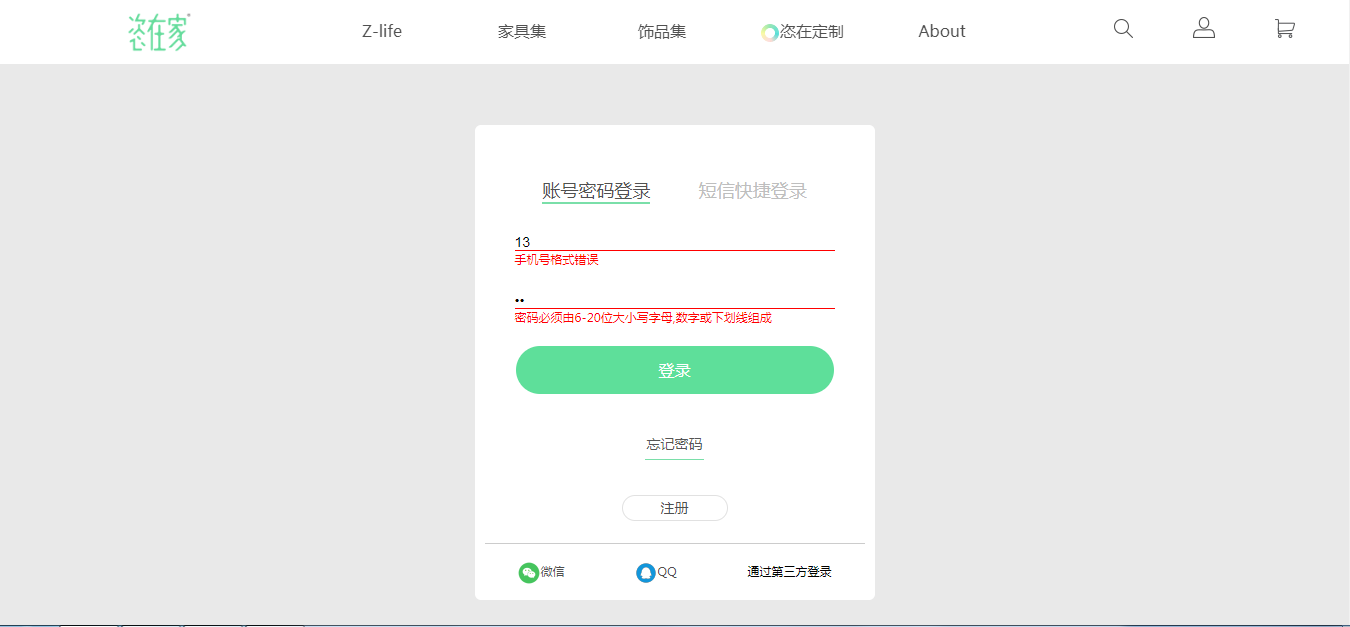 恣在家
Z-life 家具集 饰品集 恣在定制 About
账号密码登录 短信快捷登录
13
手机号格式错误
••
密码必须由6-20位大小写字母,数字或下划线组成
登录
忘记密码
注册
微信 QQ 通过第三方登录